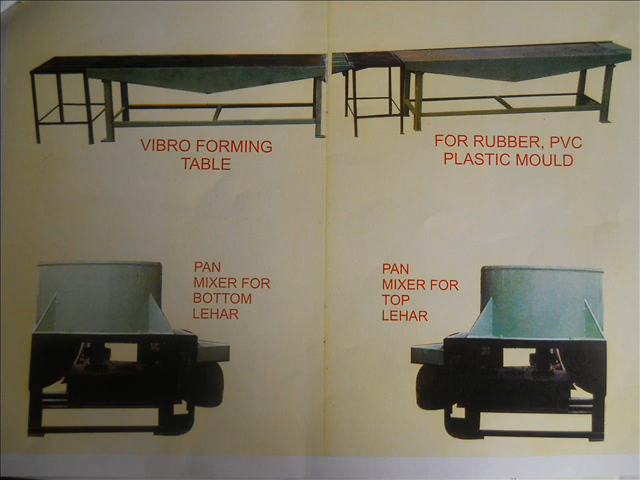 VIBRO FORMING
TABLE
FOR RUBBER, PVC
PLASTIC MOULD
PAN
MIXER FOR
BOTTOM
LEHAR
PAN
MIXER FOR
TOP
LEHAR